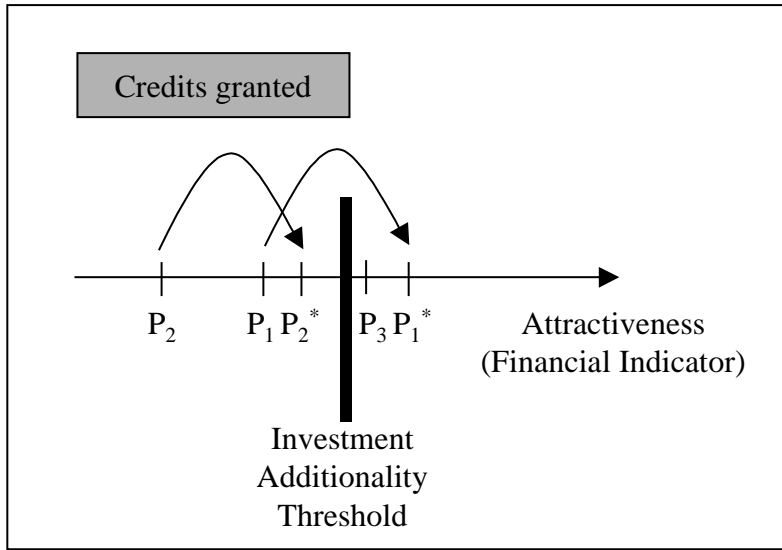 Credits granted
P2 P1 P2* P3 P1*
Attractiveness
(Financial Indicator)
Investment
Additionality
Threshold